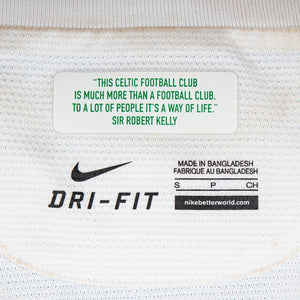 "THIS CELTIC FOOTBALL CLUB
IS MUCH MORE THAN A FOOTBALL CLUB.
TO A LOT OF PEOPLE IT'S A WAY OF LIFE."
SIR ROBERT KELLY
DRI-FIT
MADE IN BANGLADESH
FABRIQUE AU BANGLADESH
S P CH
nikebetterworld.com